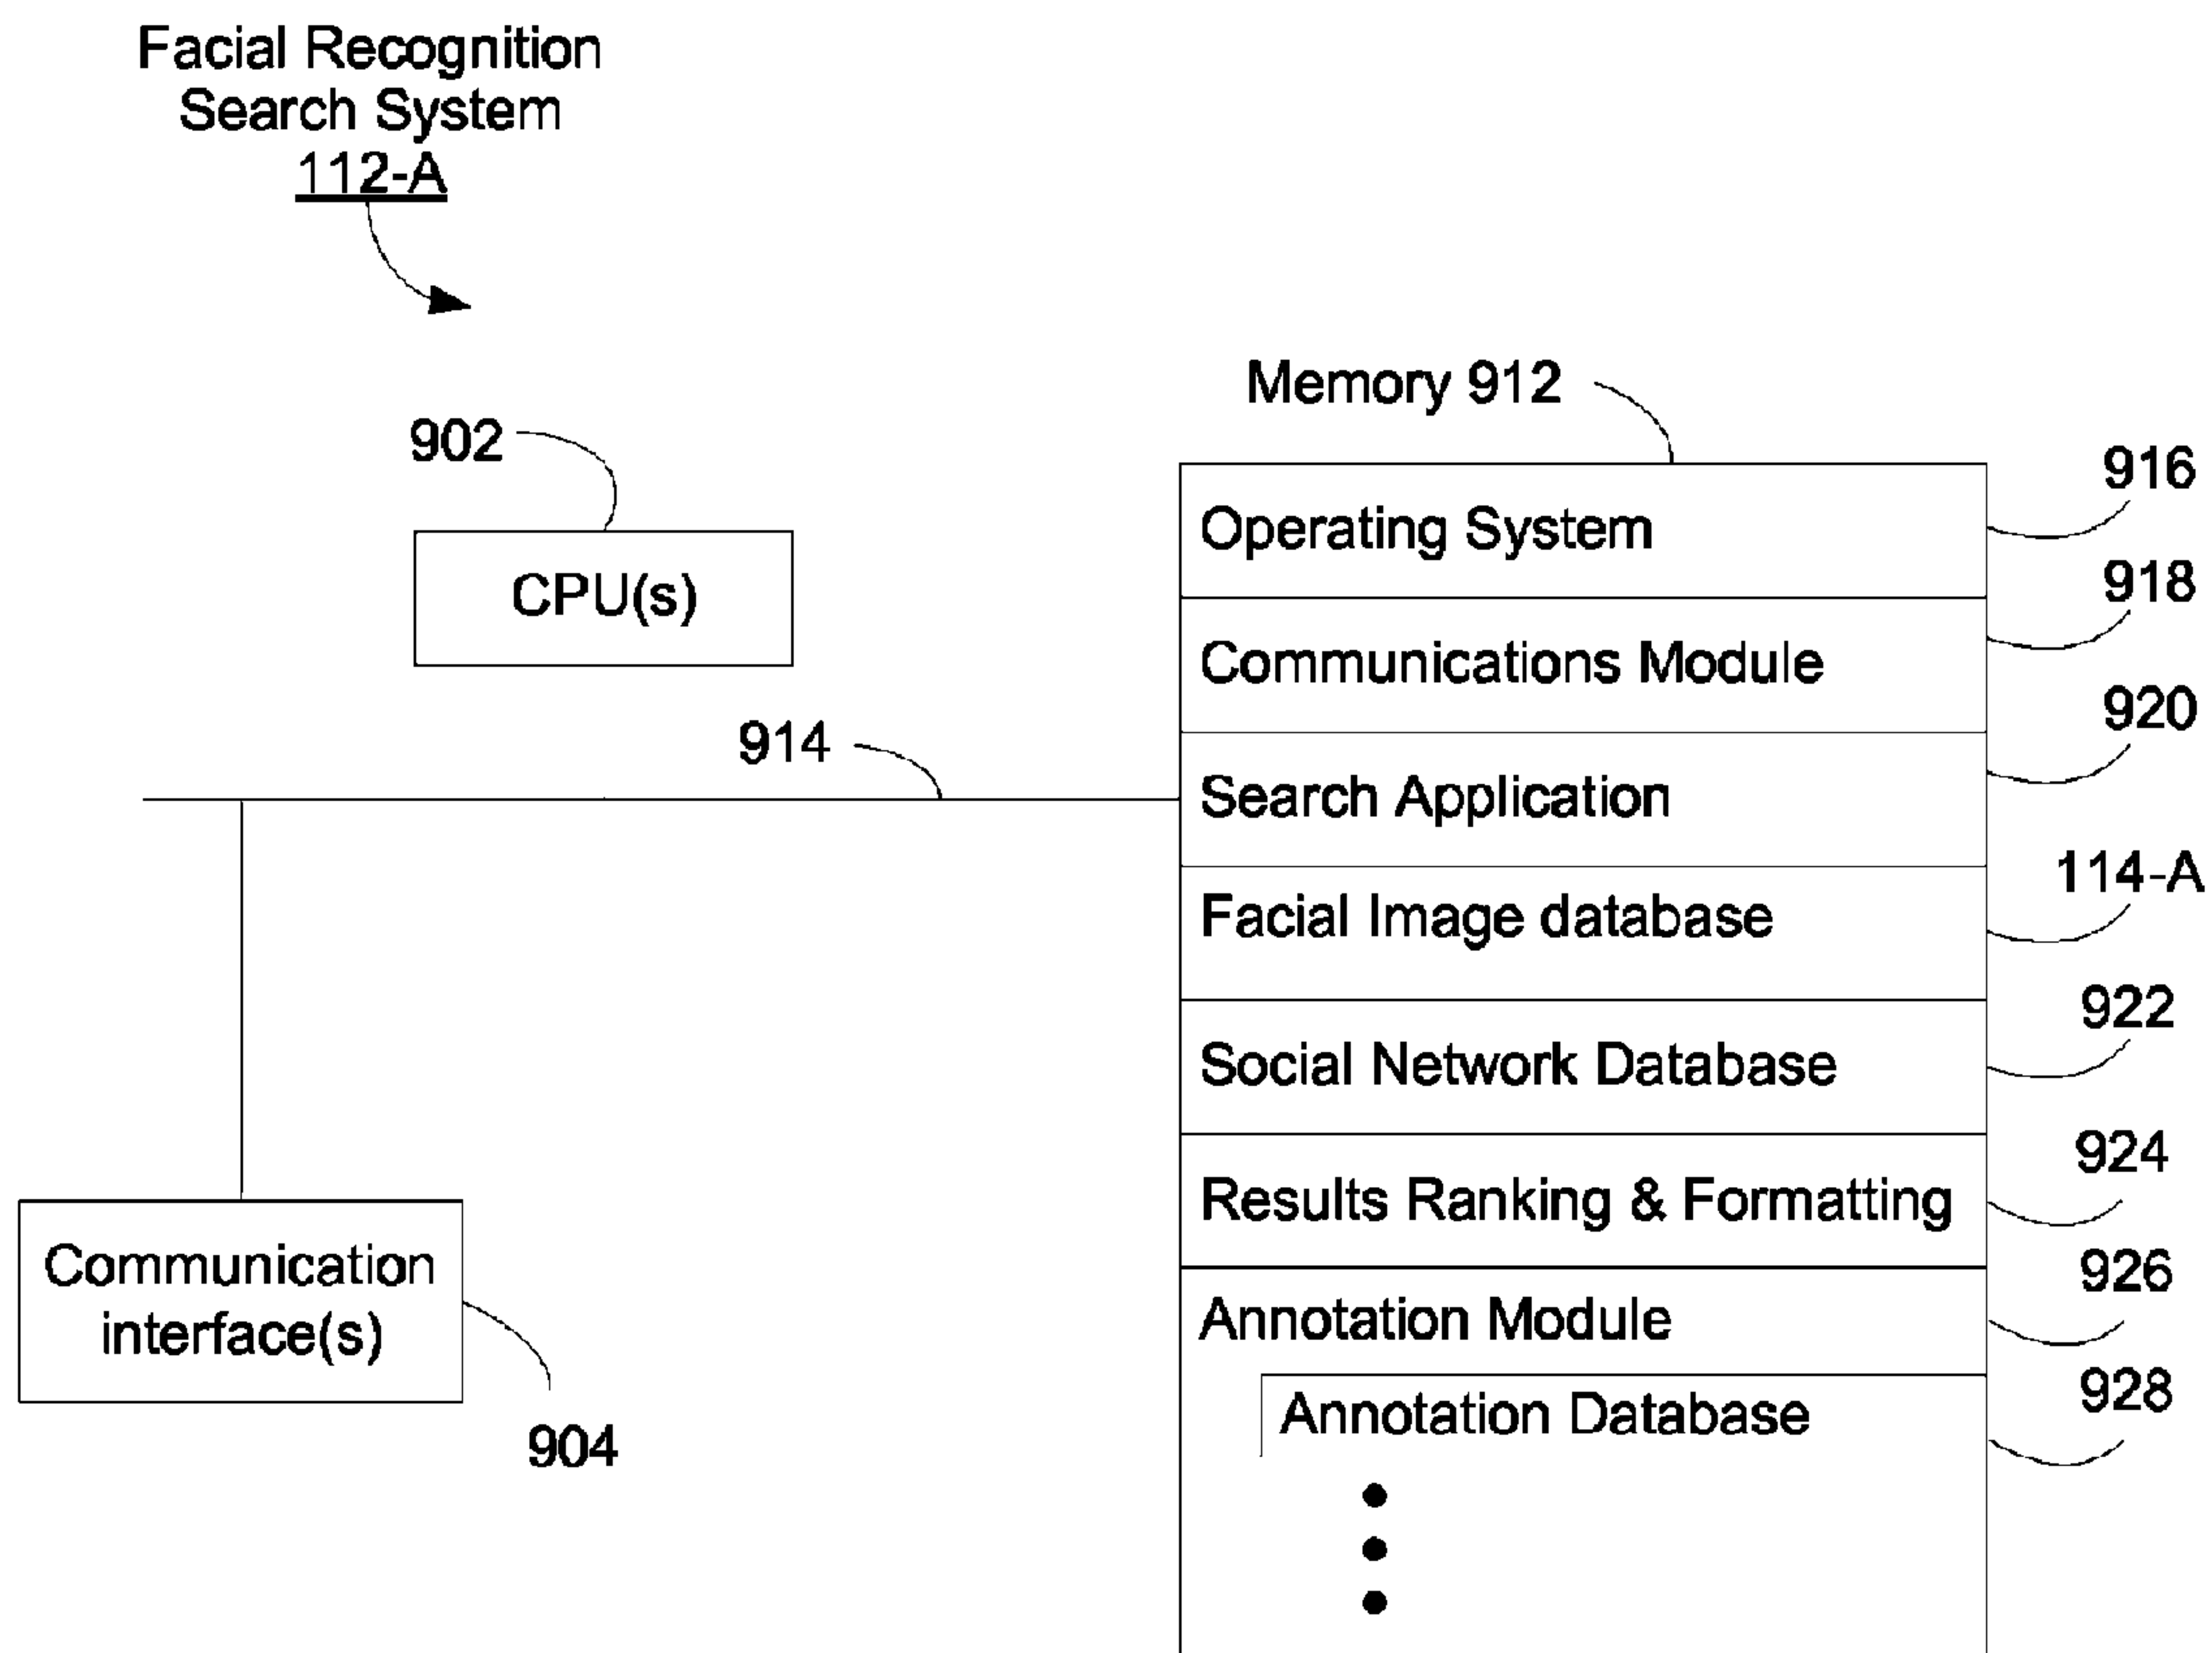 Facial Recognition
Search System
112-A
Memory 912
902
916
Operating System
CPU(s)
918
Communications Module
914
920
Search Application
114-A
Facial Image database
922
Social Network Database
924
Results Ranking & Formatting
926
Communication
interface(s)
Annotation Module
928
Annotation Database
904